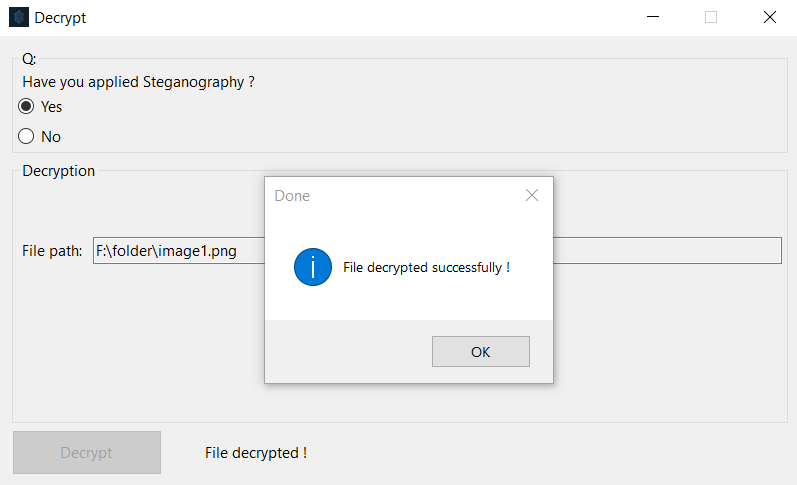 Decrypt
Q:
Have you applied Steganography ?
Yes
No
Decryption
Done
File path: F:\folder\image1.png
File decrypted successfully !
OK
Decrypt
File decrypted !